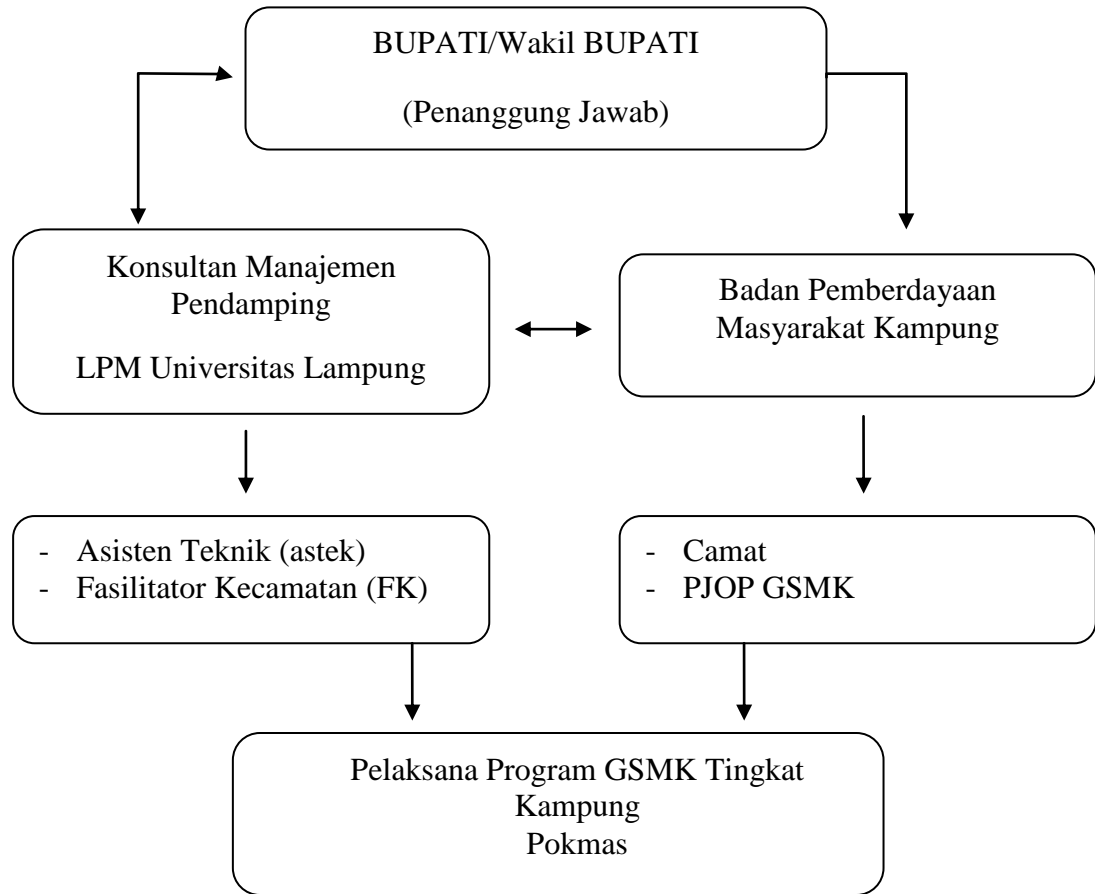 BUPATI/Wakil BUPATI
(Penanggung Jawab)
Konsultan Manajemen
Pendamping
LPM Universitas Lampung
Badan Pemberdayaan
Masyarakat Kampung
- Asisten Teknik (astek)
- Fasilitator Kecamatan (FK)
- Camat
- PJOP GSMK
Pelaksana Program GSMK Tingkat
Kampung
Pokmas